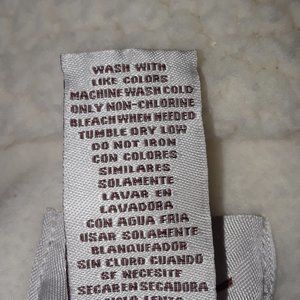 WASH WITH
LIKE COLORS
MACHINE WASH COLD
ONLY NON-CHLORINE
BLEACH WHEN NEEDED
TUMBLE DRY LOW
DO NOT IRON
CON COLORES
SIMILARES
SOLAMENTE
LAVAR EN
LAVADORA
CON AGUA FRIA
USAR SOLAMENTE
BLANQUEADOR
SIN CLORO CUANDO
SE NECESITE
SECAR EN SECADORA